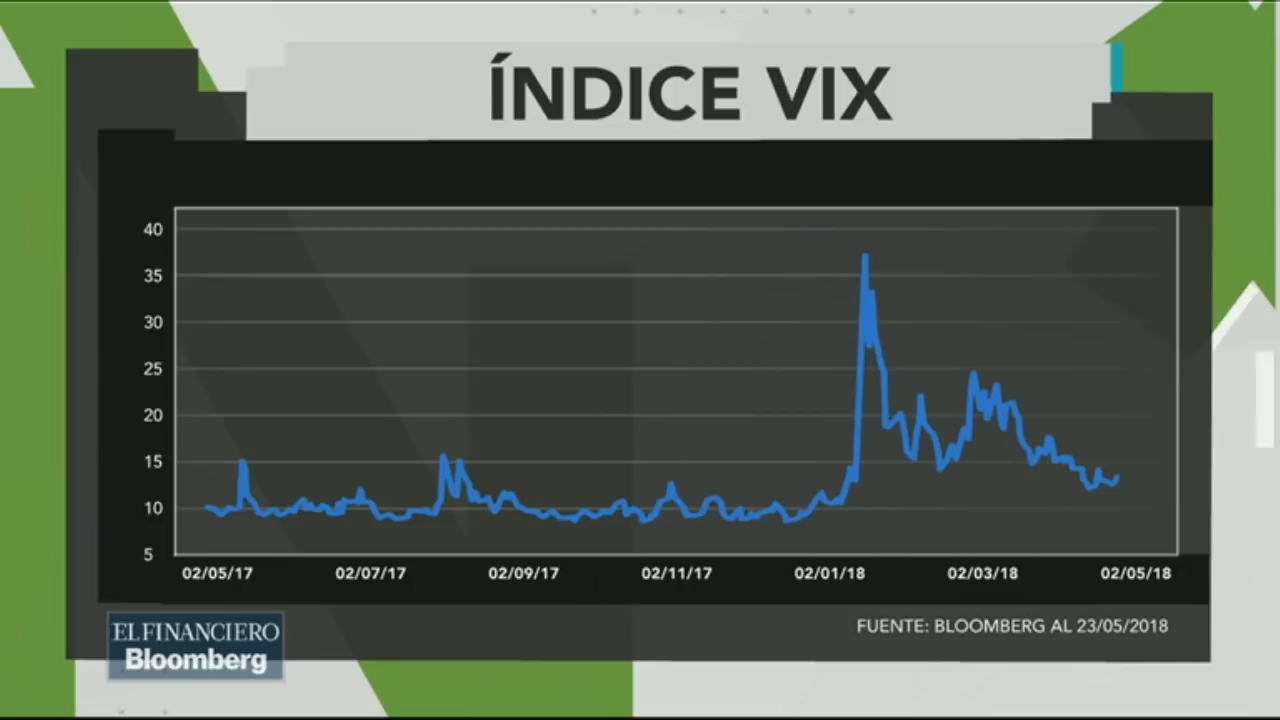 ÍNDICE VIX
40
35
30
25
20
15
10
5
02/05/17 02/07/17 02/09/17 02/11/17 02/01/18 02/03/18 02/05/18
FUENTE: BLOOMBERG AL 23/05/2018
EL FINANCIERO
Bloomberg